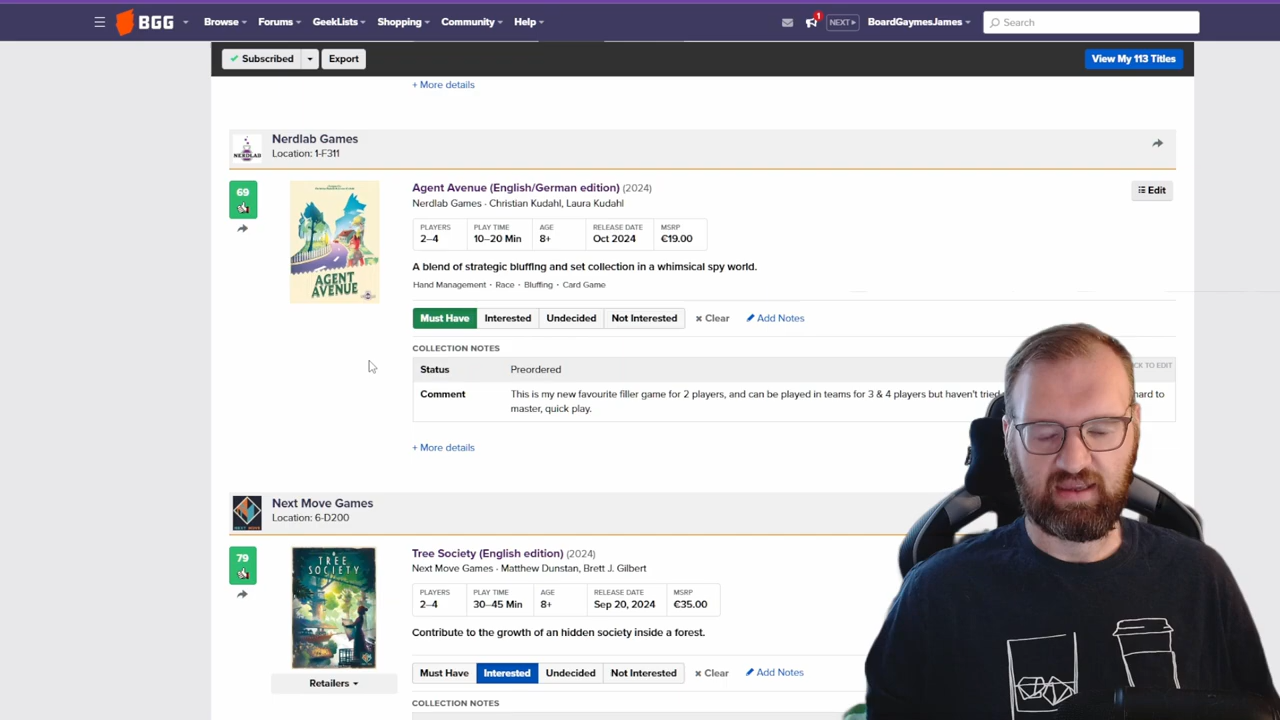 BGG
Browse
Forums
GeekLists
Shopping
Community
Help
1
NEXT
BoardGaymesJames
Search
Subscribed
Export
View My 113 Titles
+ More details
NERDLAB
Nerdlab Games
Location: 1-F311
69
AGENT
AVENUE
Agent Avenue (English/German edition) (2024)
Edit
Nerdlab Games · Christian Kudahl, Laura Kudahl
PLAYERS PLAY TIME AGE RELEASE DATE MSRP
2–4 10–20 Min 8+ Oct 2024 €19.00
A blend of strategic bluffing and set collection in a whimsical spy world.
Hand Management · Race · Bluffing · Card Game
Must Have Interested Undecided Not Interested × Clear Add Notes
COLLECTION NOTES
Status Preordered
CK TO EDIT
Comment This is my new favourite filler game for 2 players, and can be played in teams for 3 & 4 players but haven't tried hard to
master, quick play.
+ More details
NEXT MOVE
Next Move Games
Location: 6-D200
79
TREE
SOCIETY
Tree Society (English edition) (2024)
Next Move Games · Matthew Dunstan, Brett J. Gilbert
PLAYERS PLAY TIME AGE RELEASE DATE MSRP
2–4 30–45 Min 8+ Sep 20, 2024 €35.00
Contribute to the growth of an hidden society inside a forest.
Must Have Interested Undecided Not Interested × Clear Add Notes
Retailers
COLLECTION NOTES